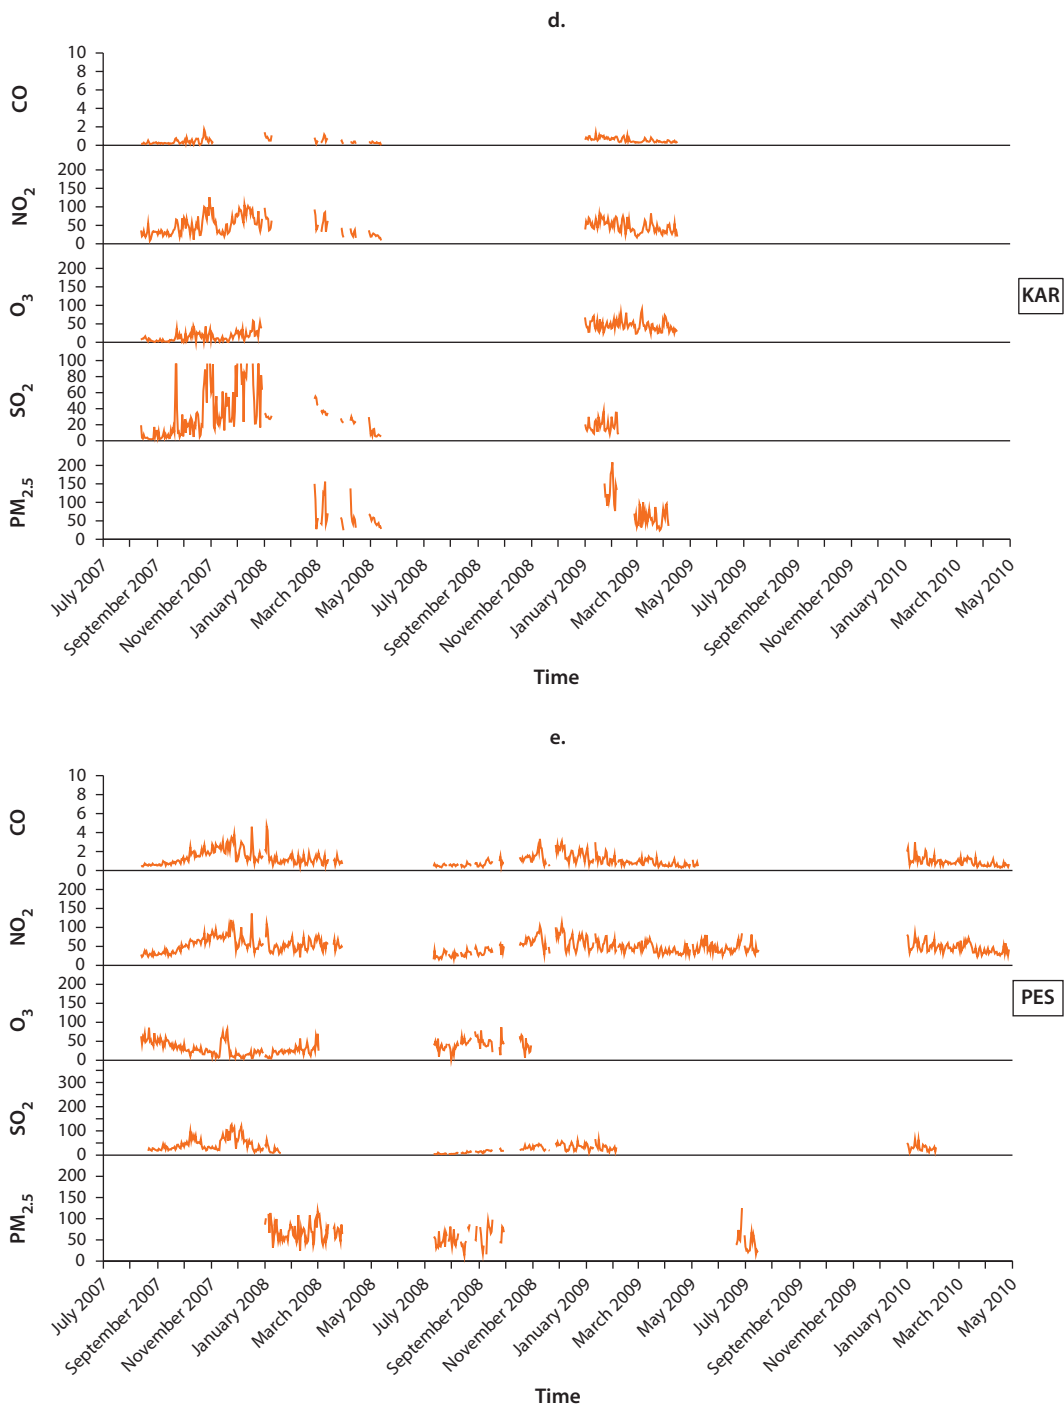 d.
10
8
6
4
2
0
CO
200
150
100
50
0
NO2
200
150
100
50
0
O3
KAR
100
80
60
40
20
0
SO2
200
150
100
50
0
PM2.5
July 2007
September 2007
November 2007
January 2008
March 2008
May 2008
July 2008
September 2008
November 2008
January 2009
March 2009
May 2009
July 2009
September 2009
November 2009
January 2010
March 2010
May 2010
Time
e.
10
8
6
4
2
0
CO
200
150
100
50
0
NO2
200
150
100
50
0
O3
PES
300
200
100
0
SO2
200
150
100
50
0
PM2.5
July 2007
September 2007
November 2007
January 2008
March 2008
May 2008
July 2008
September 2008
November 2008
January 2009
March 2009
May 2009
July 2009
September 2009
November 2009
January 2010
March 2010
May 2010
Time